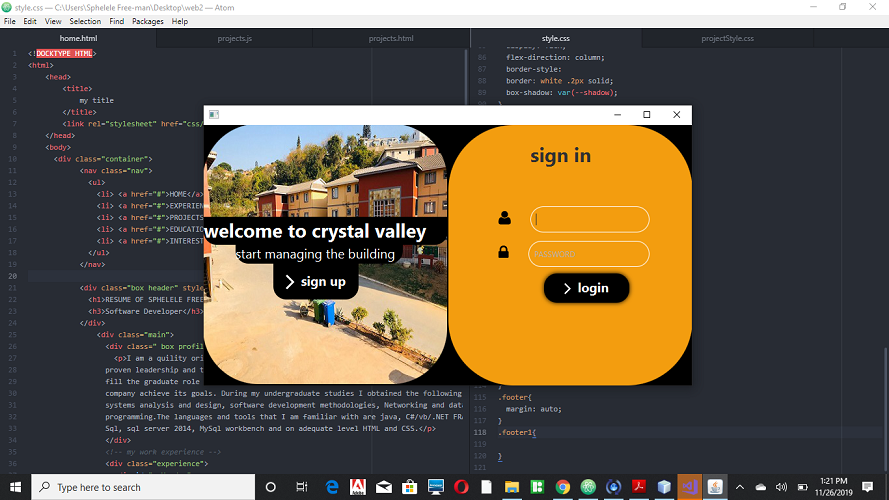 style.css — C:\Users\Sphelele Free-man\Desktop\web2 — Atom
File Edit View Selection Find Packages Help
home.html projects.js projects.html style.css projectStyle.css
1 <!DOCKTYPE HTML>
2 <html>
3 <head>
4 <title>
5 my title
6 </title>
7 <link rel="stylesheet" href="css/
8 </head>
9 <body>
10 <div class="container">
11 <nav class="nav">
12 <ul>
13 <li> <a href="#">HOME</a>
14 <li> <a href="#">EXPERIEN
15 <li> <a href="#">PROJECTS
16 <li> <a href="#">EDUCATIO
17 <li> <a href="#">INTEREST
18 </ul>
19 </nav>
20
21 <div class="box header" style
22 <h1>RESUME OF SPHELELE FREE
23 <h3>Software Developer</h3>
24 </div>
25 <div class="main">
26 <div class=" box profil
27 <p>I am a quility ori
28 proven leadership and t
29 fill the graduate role
30 company achieve its goals. During my undergraduate studies I obtained the following
31 systems analysis and design, software development methodologies, Networking and data
32 programming.The languages and tools that I am familiar with are java, C#/vb/.NET FRA
33 Sql, sql server 2014, MySql workbench and on adequate level HTML and CSS.</p>
34 </div>
35 <!-- my work experience -->
36 <div class="experience">
86 flex-direction: column;
87 border-style:
88 border: white .2px solid;
89 box-shadow: var(--shadow);
90 }
welcome to crystal valley
start managing the building
sign up
sign in
PASSWORD
login
114 }
115 .footer{
116 margin: auto;
117 }
118 .footer1{
119
120 }
121
Type here to search
1:21 PM
11/26/2019